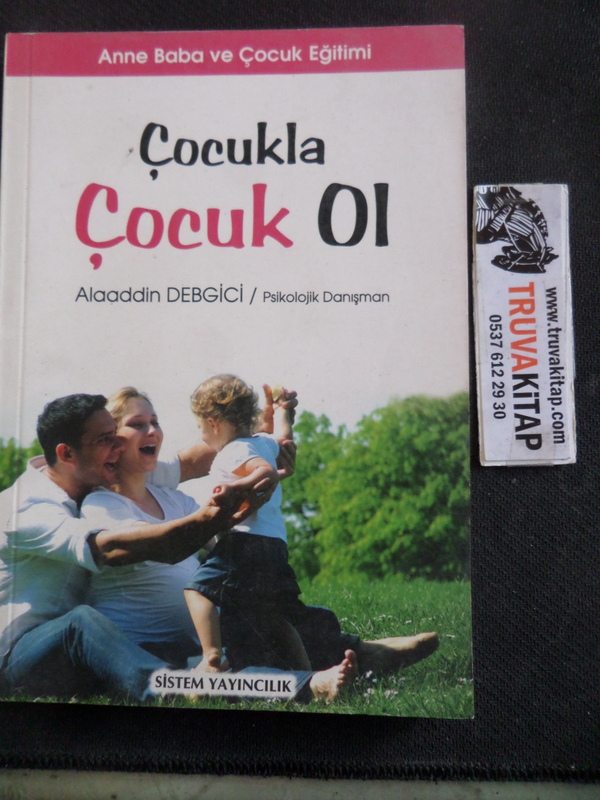 Anne Baba ve Çocuk Eğitimi
Çocukla
Çocuk Ol
Alaaddin DEBGİCİ / Psikolojik Danışman
SİSTEM YAYINCILIK
www.truvakitap.com
TRUVAKİTAP
0537 612 29 30